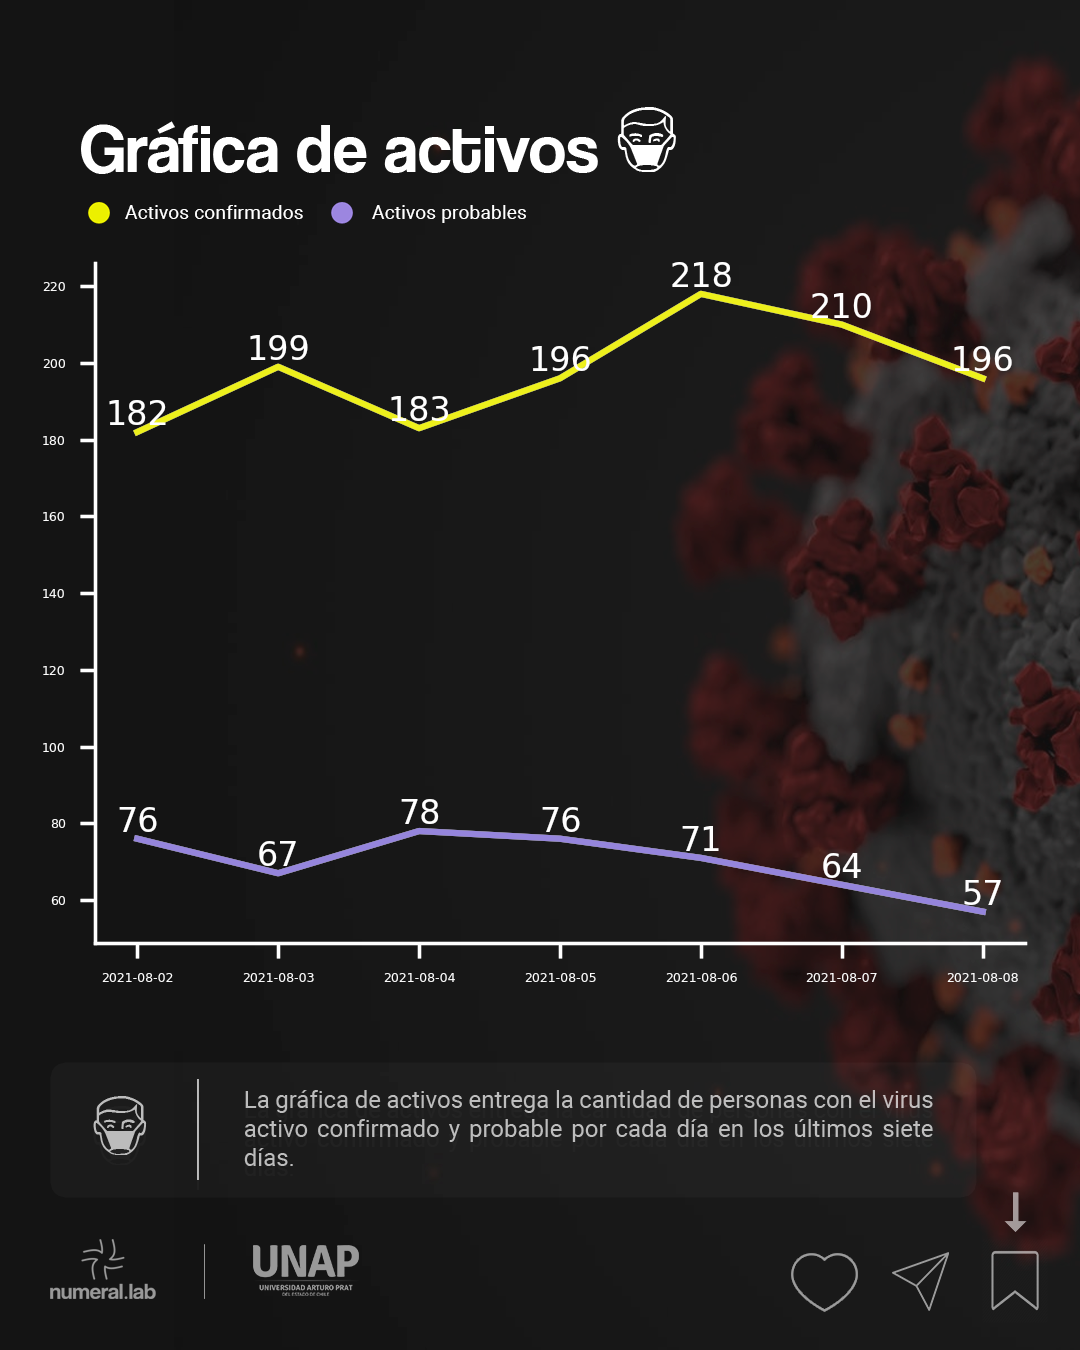 Gráfica de activos
Activos confirmados Activos probables
220
200
180
160
140
120
100
80
60
182 199 183 196 218 210 196
76 67 78 76 71 64 57
2021-08-02 2021-08-03 2021-08-04 2021-08-05 2021-08-06 2021-08-07 2021-08-08
La gráfica de activos entrega la cantidad de personas con el virus
activo confirmado y probable por cada día en los últimos siete
días.
numeral.lab
UNAP
UNIVERSIDAD ARTURO PRAT
DEL ESTADO DE CHILE